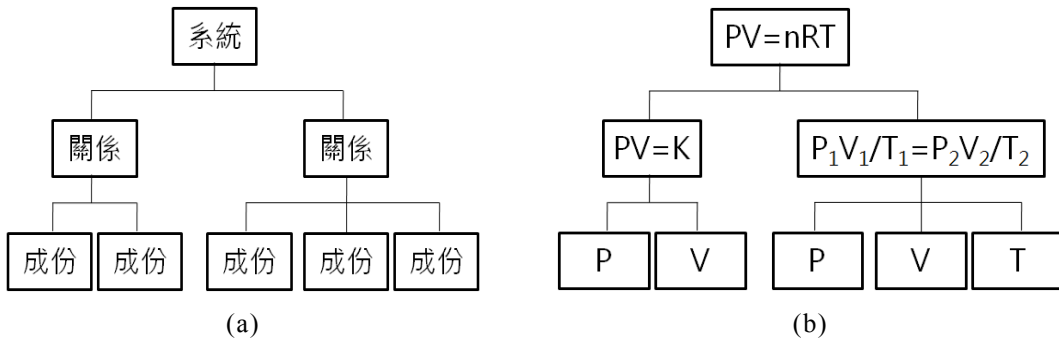 系統
PV=nRT
關係
關係
PV=K
P₁V₁/T₁=P₂V₂/T₂
成份
成份
成份
成份
成份
P
V
P
V
T
(a)
(b)